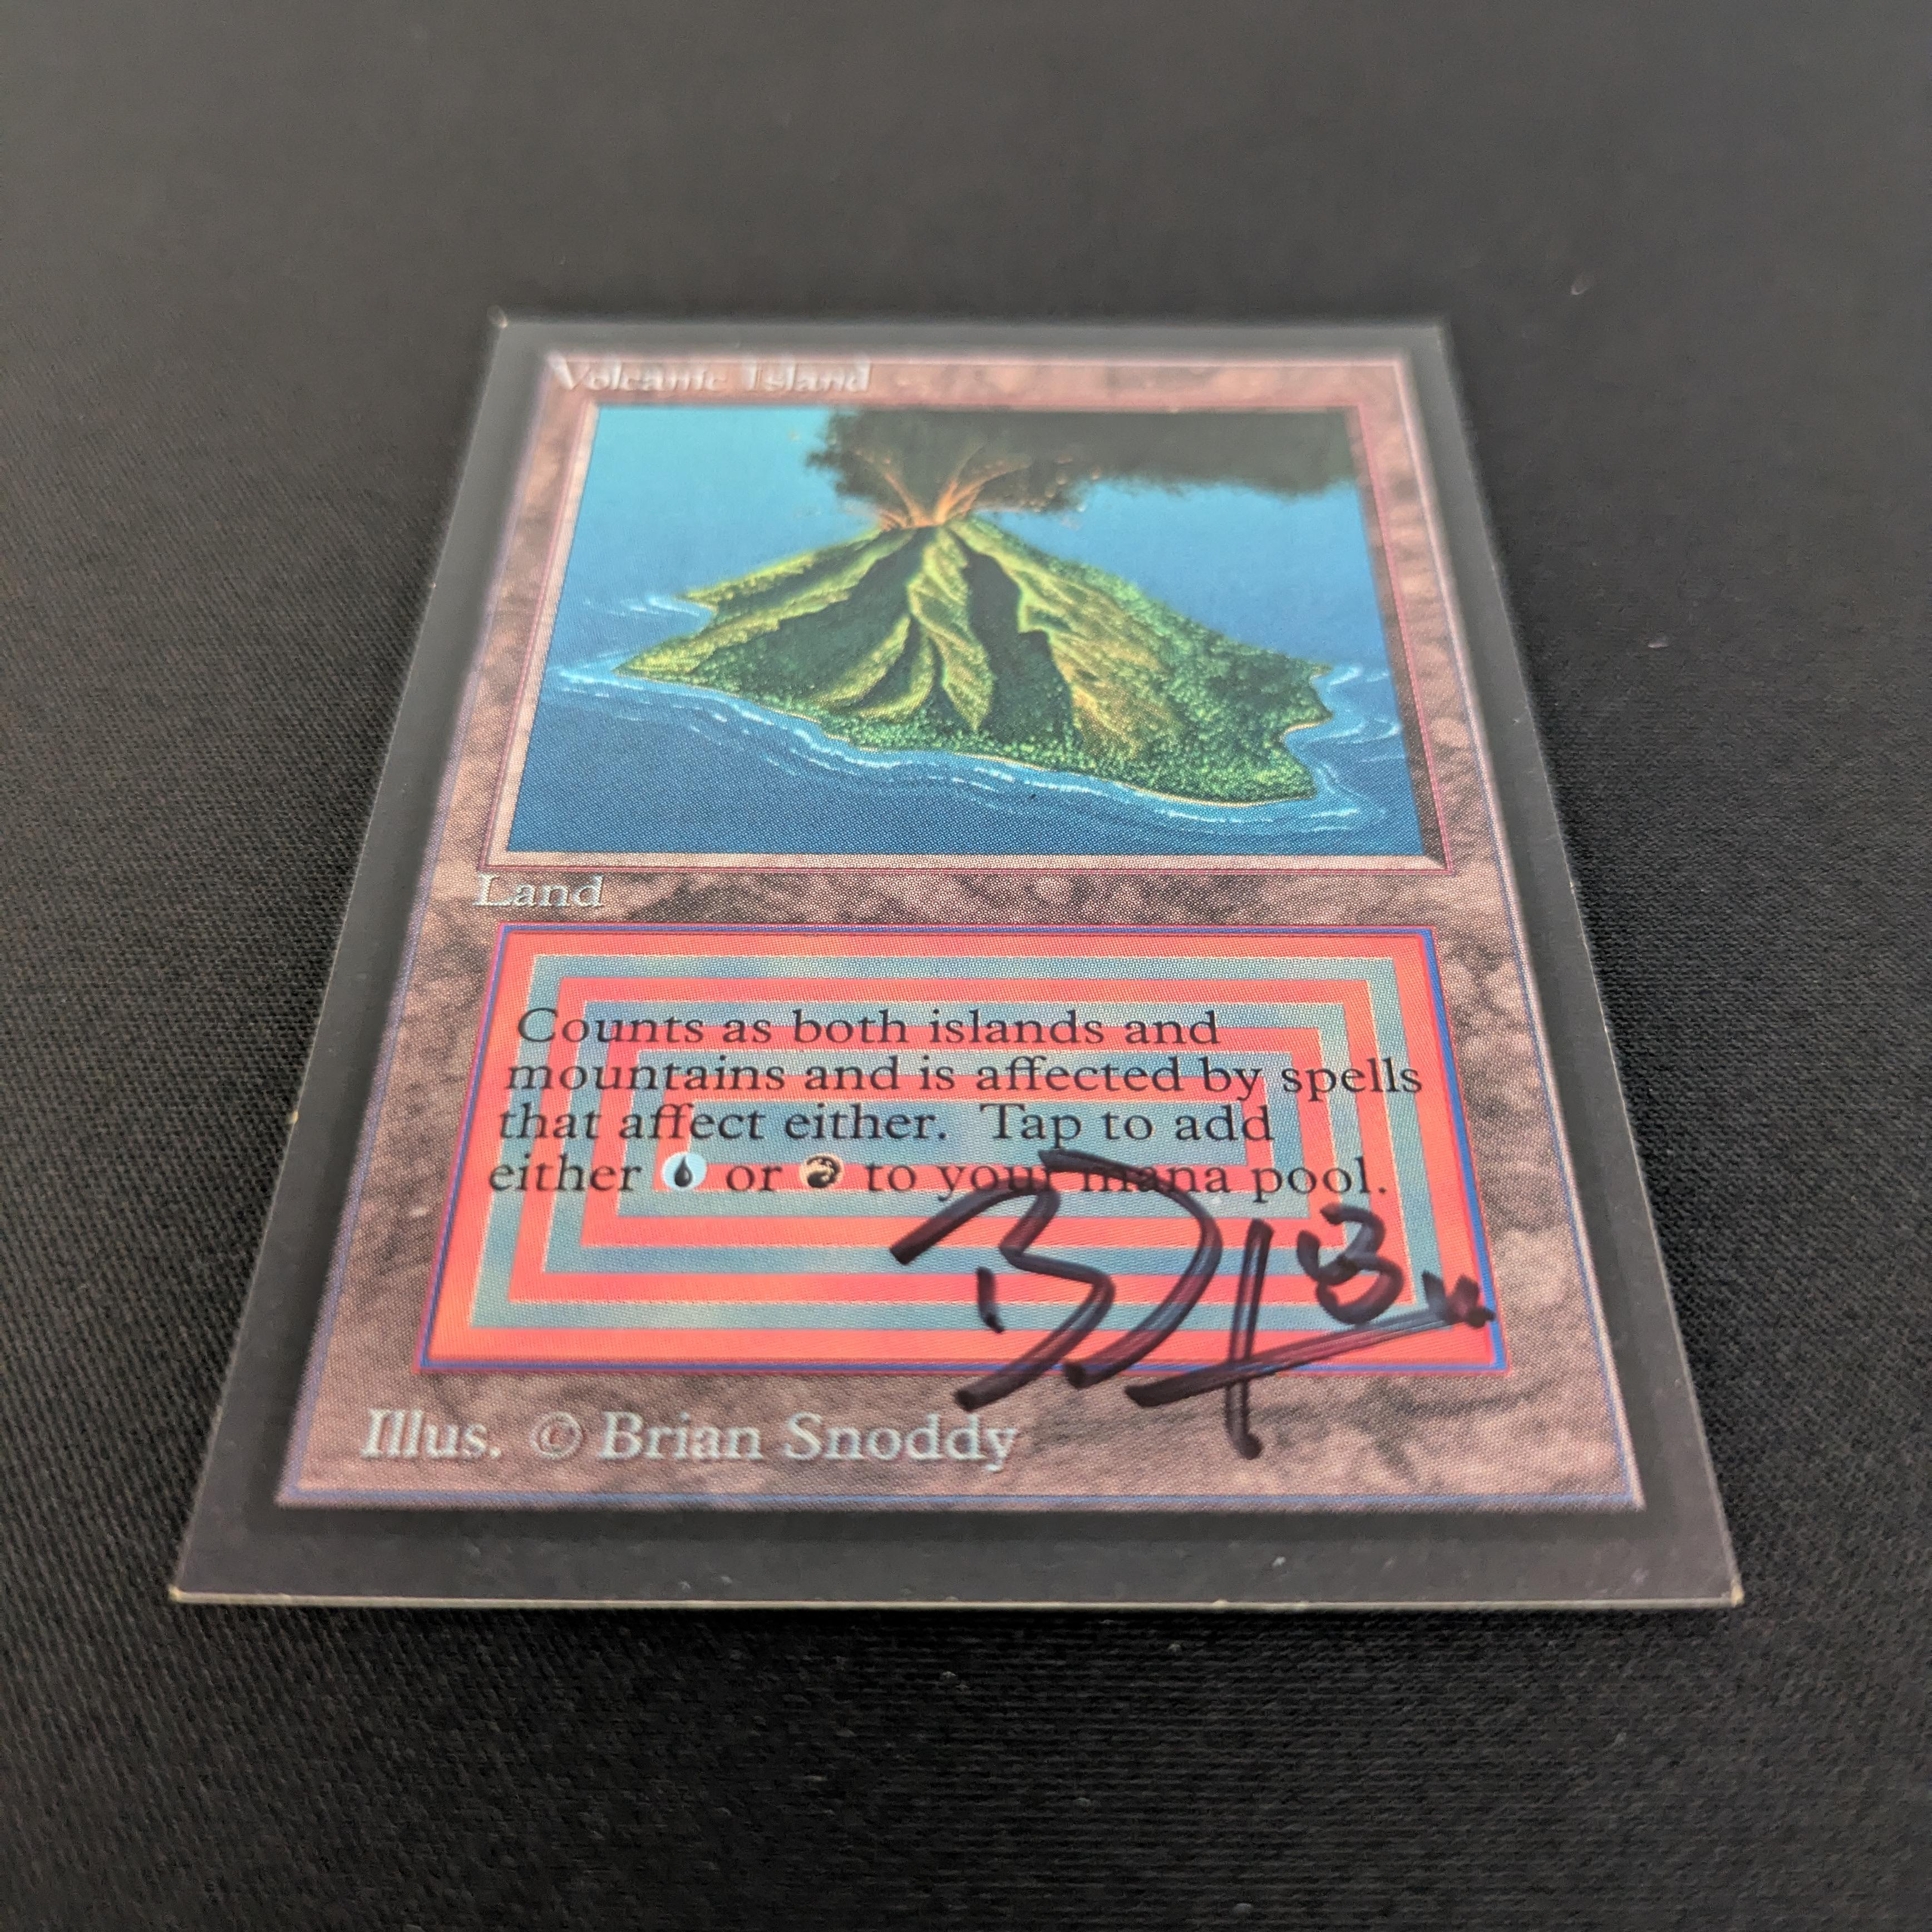 Volcanic Island
Land
Counts as both islands and
mountains and is affected by spells
that affect either. Tap to add
either or to your mana pool.
Illus. © Brian Snoddy